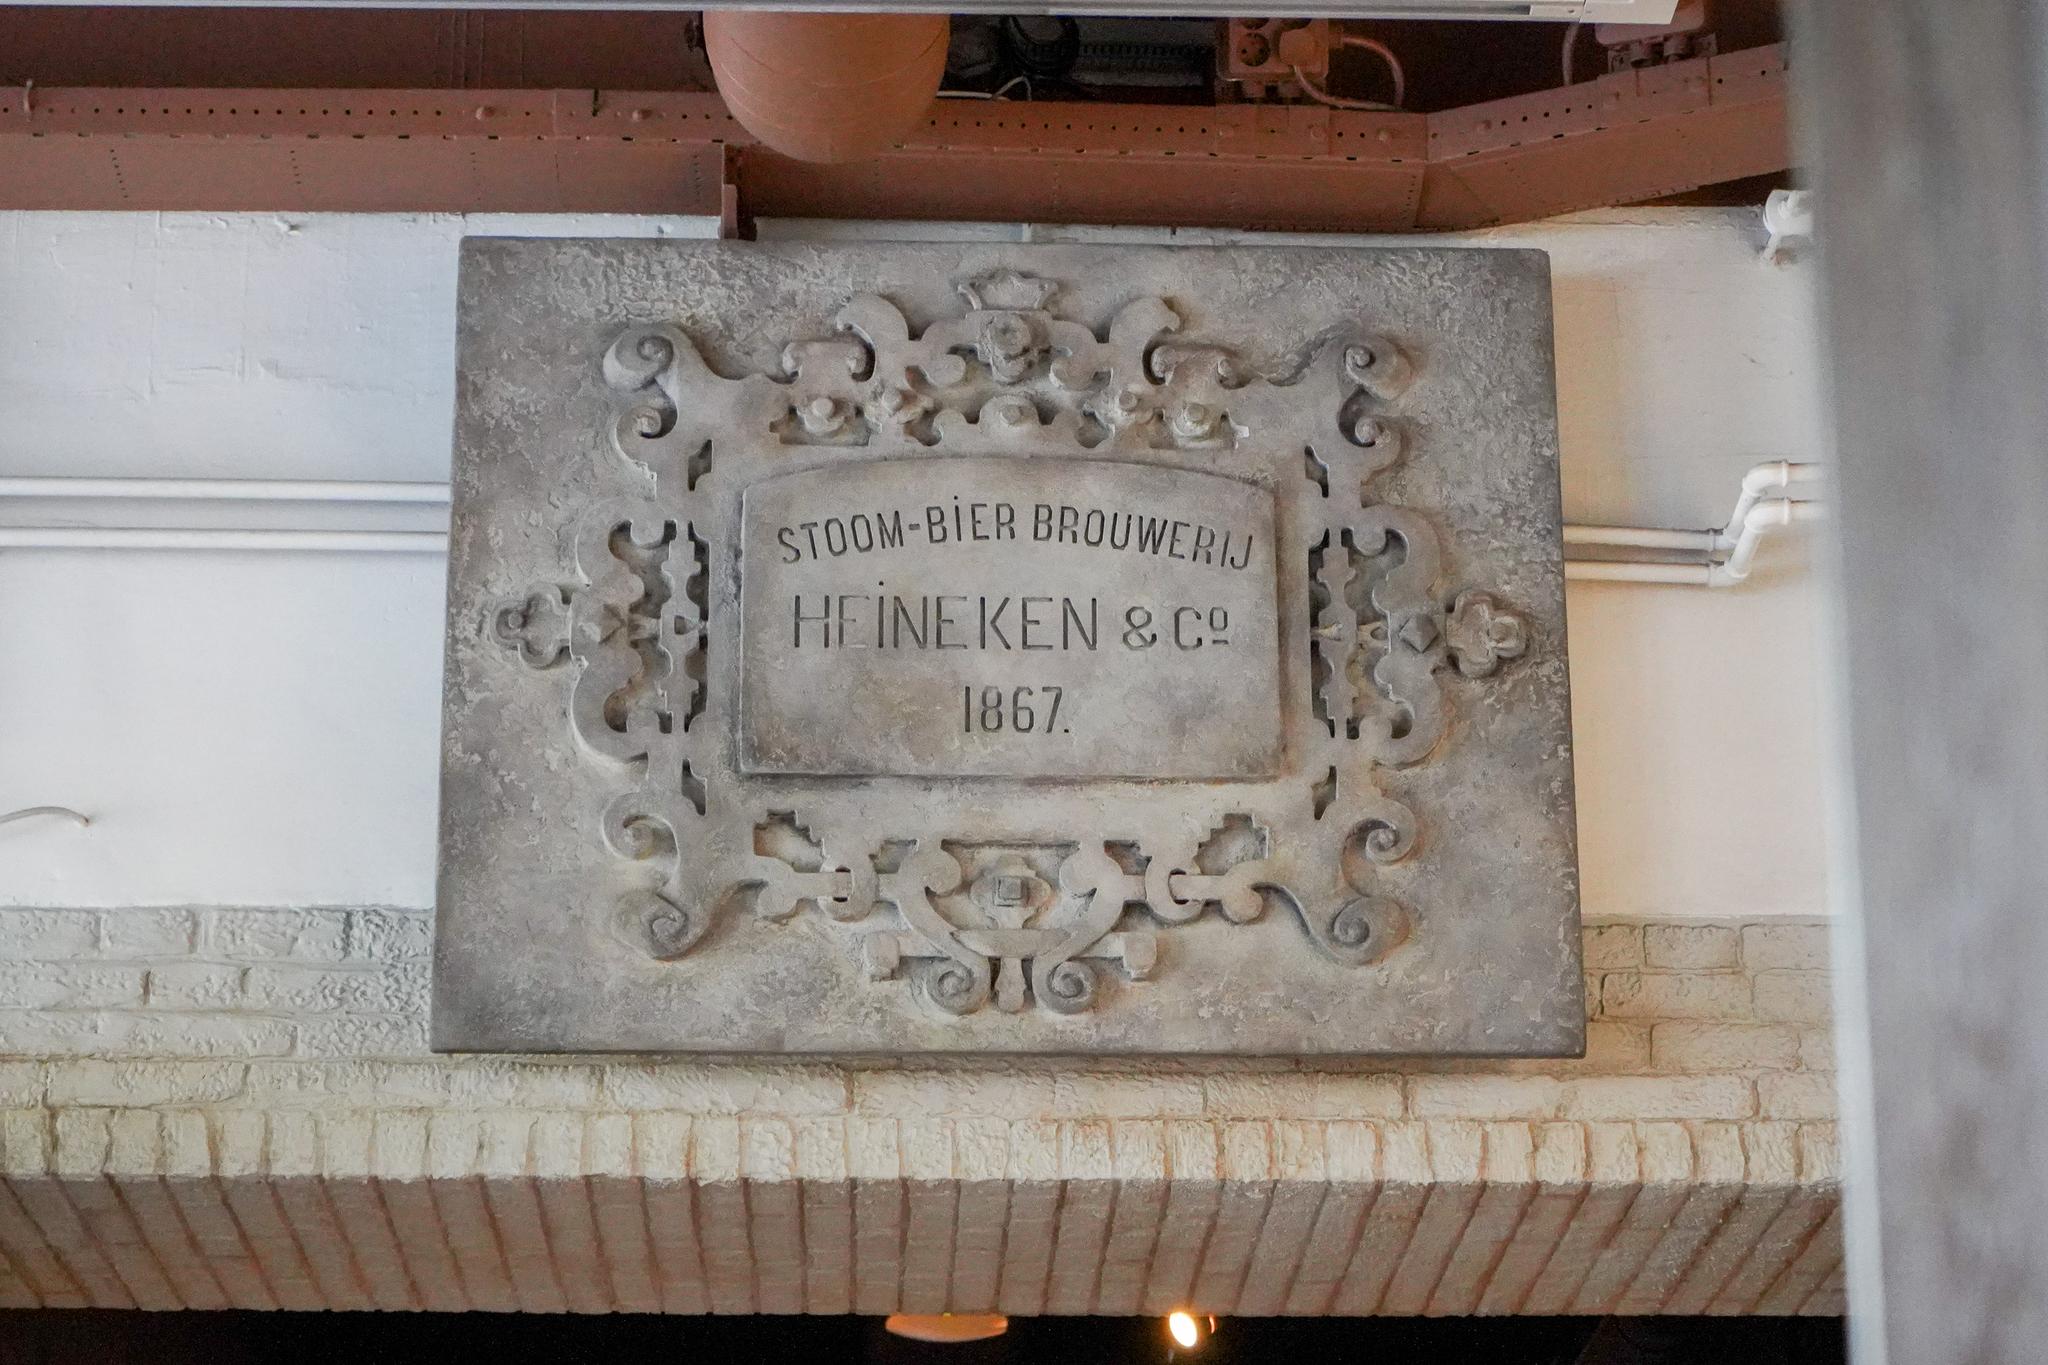 STOOM-BIER BROUWERIJ
HEINEKEN & Cº
1867.